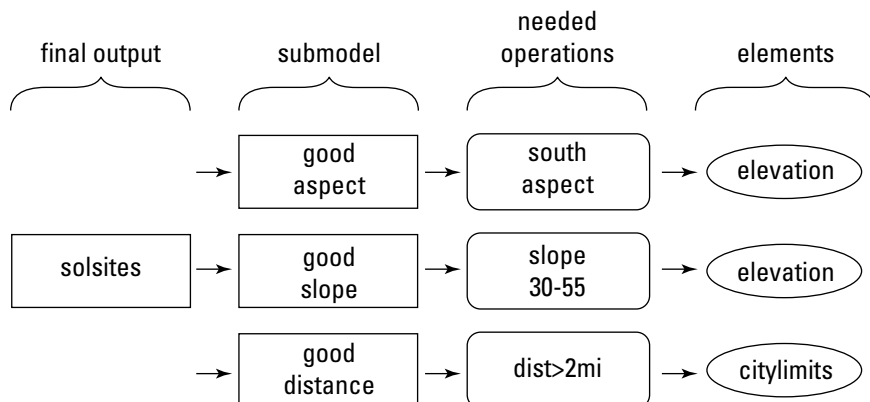 final output
submodel
needed
operations
elements
good
aspect
south
aspect
elevation
solsites
good
slope
slope
30-55
elevation
good
distance
dist>2mi
citylimits